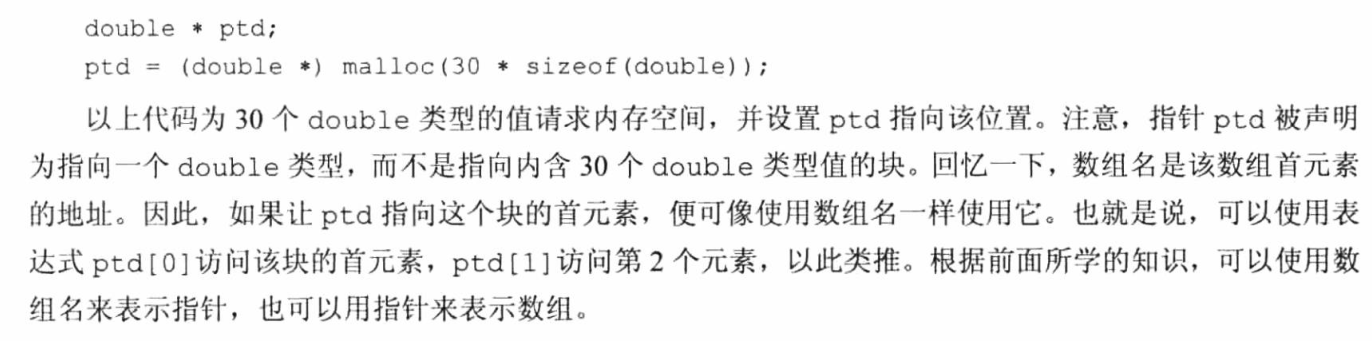 double * ptd;
ptd = (double *) malloc(30 * sizeof(double));
以上代码为 30 个 double 类型的值请求内存空间，并设置 ptd 指向该位置。注意，指针 ptd 被声明
为指向一个 double 类型，而不是指向内含 30 个 double 类型值的块。回忆一下，数组名是该数组首元素
的地址。因此，如果让 ptd 指向这个块的首元素，便可像使用数组名一样使用它。也就是说，可以使用表
达式 ptd[0]访问该块的首元素，ptd[1]访问第 2 个元素，以此类推。根据前面所学的知识，可以使用数
组名来表示指针，也可以用指针来表示数组。